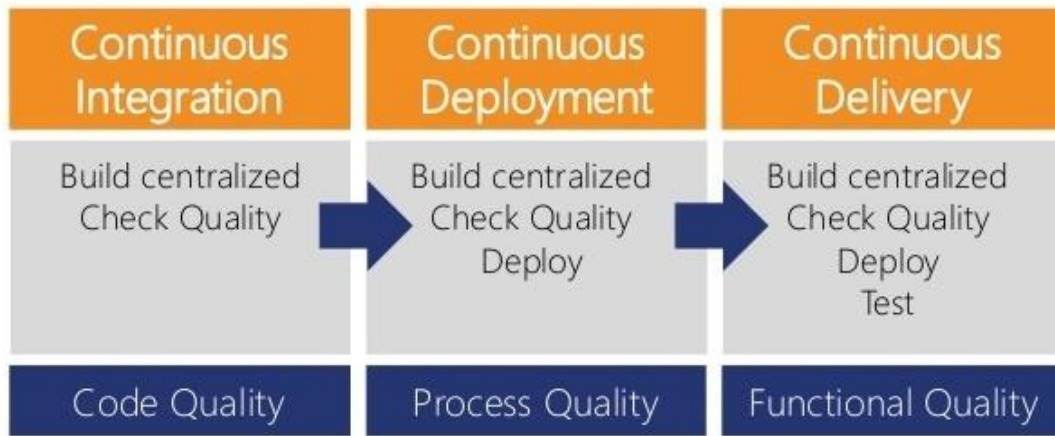 Continuous
Integration
Build centralized
Check Quality
Code Quality
Continuous
Deployment
Build centralized
Check Quality
Deploy
Process Quality
Continuous
Delivery
Build centralized
Check Quality
Deploy
Test
Functional Quality